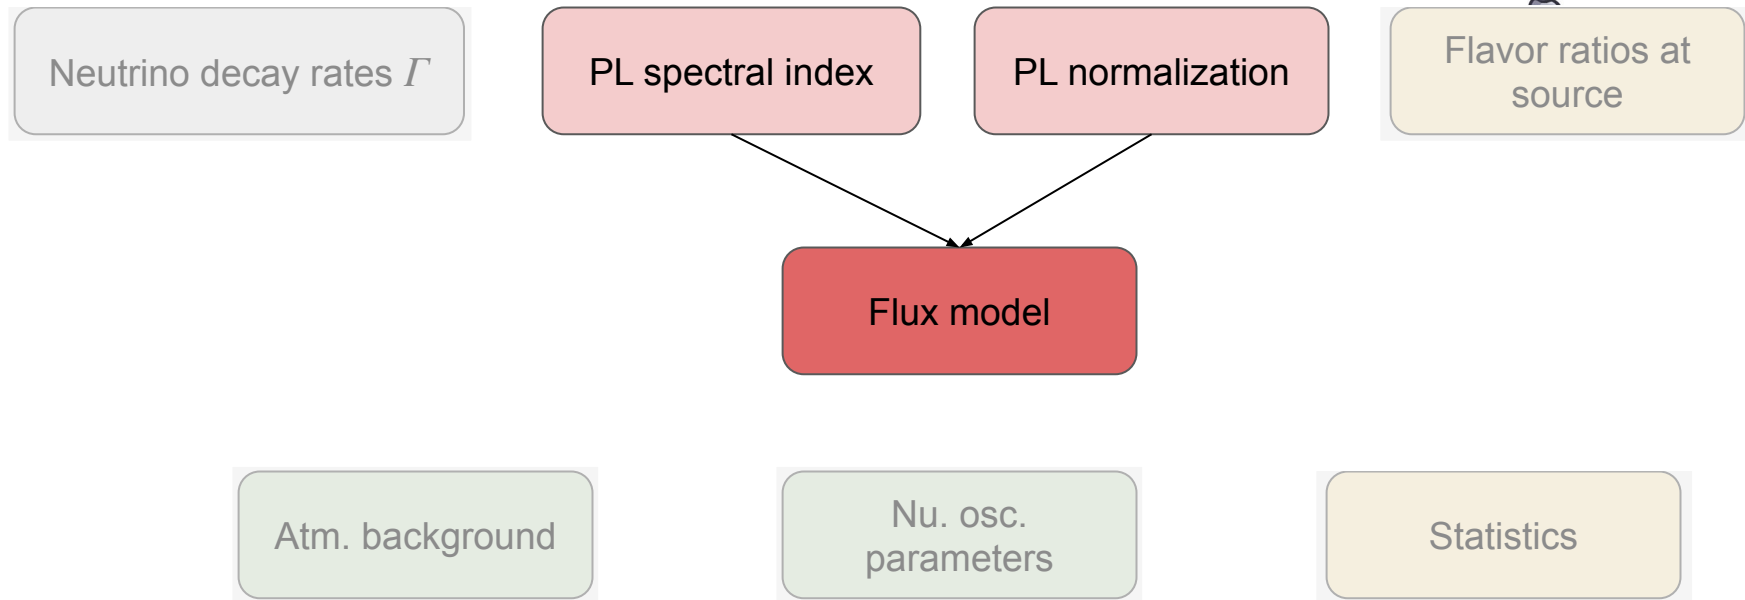 Neutrino decay rates Γ
PL spectral index
PL normalization
Flavor ratios at
source
Flux model
Atm. background
Nu. osc.
parameters
Statistics